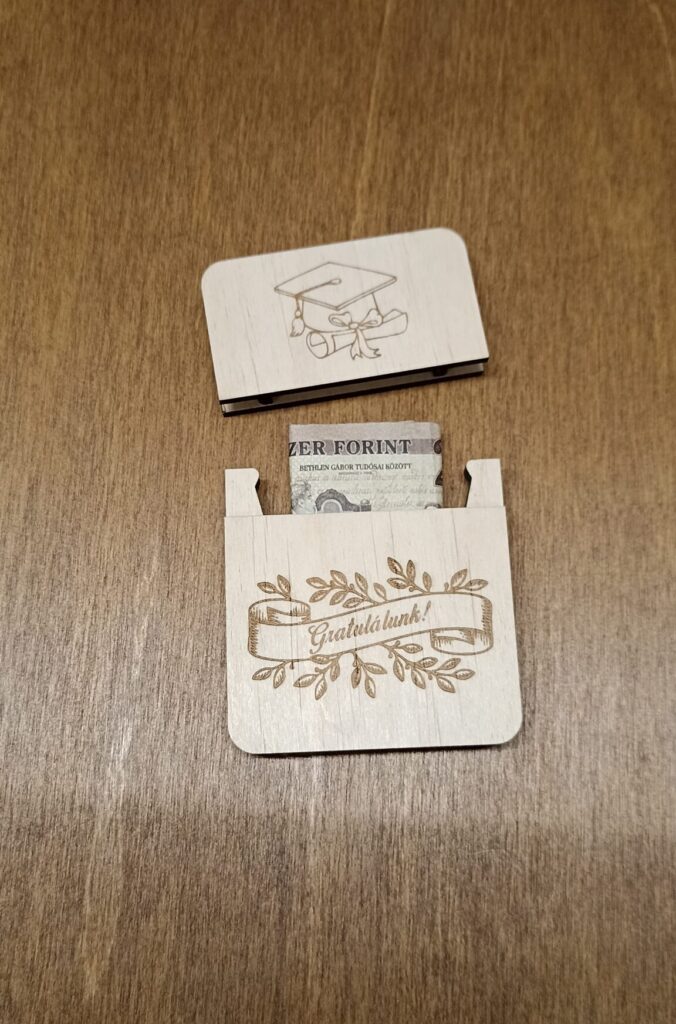 ZER FORINT
BETHLEN GÁBOR TUDÓSAI KÖZÖTT
Gratulálunk!